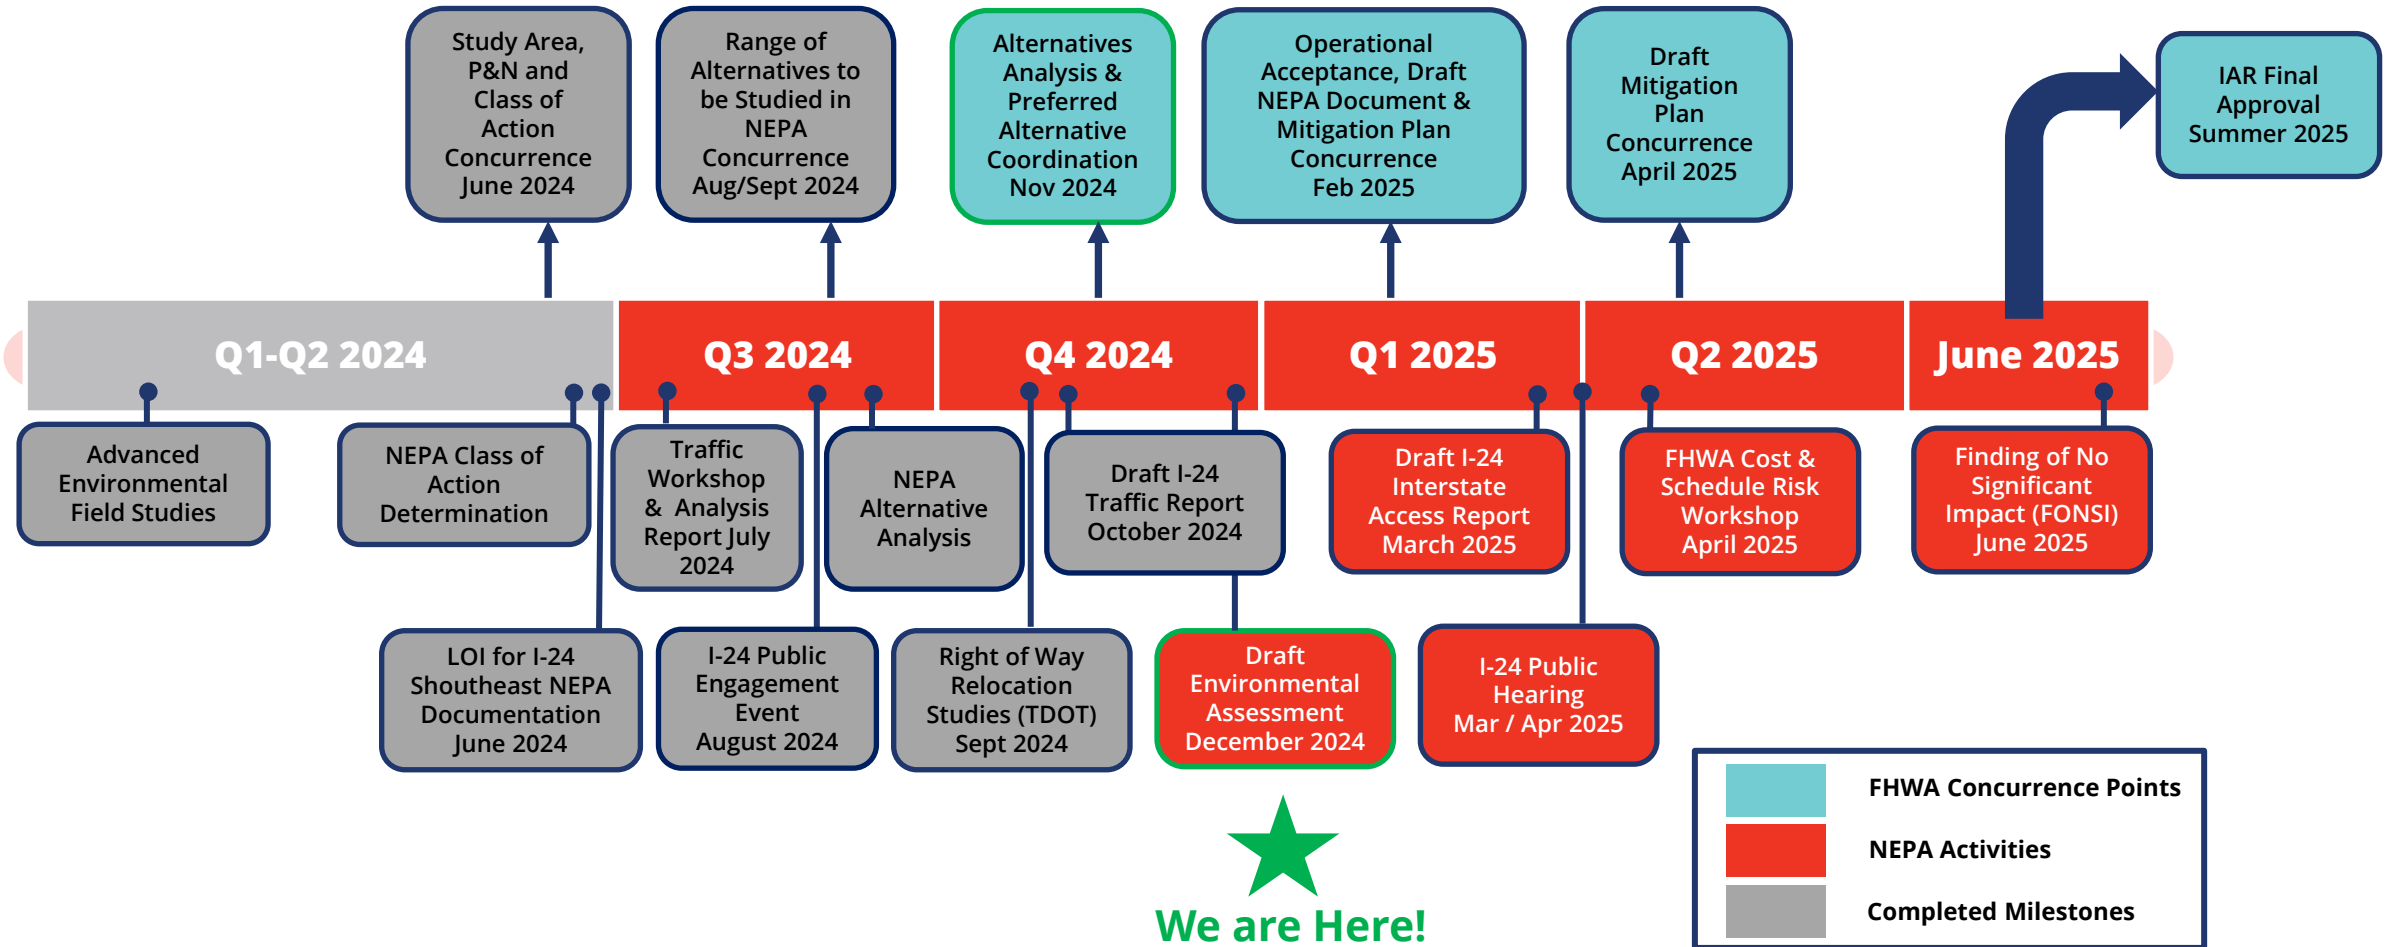 Study Area,
P&N and
Class of
Action
Concurrence
June 2024
Range of
Alternatives to
be Studied in
NEPA
Concurrence
Aug/Sept 2024
Alternatives
Analysis &
Preferred
Alternative
Coordination
Nov 2024
Operational
Acceptance, Draft
NEPA Document &
Mitigation Plan
Concurrence
Feb 2025
Draft
Mitigation
Plan
Concurrence
April 2025
IAR Final
Approval
Summer 2025
Q1-Q2 2024
Q3 2024
Q4 2024
Q1 2025
Q2 2025
June 2025
Advanced
Environmental
Field Studies
NEPA Class of
Action
Determination
Traffic
Workshop
& Analysis
Report July
2024
NEPA
Alternative
Analysis
Draft I-24
Traffic Report
October 2024
Draft I-24
Interstate
Access Report
March 2025
FHWA Cost &
Schedule Risk
Workshop
April 2025
Finding of No
Significant
Impact (FONSI)
June 2025
LOI for I-24
Shoutheast NEPA
Documentation
June 2024
I-24 Public
Engagement
Event
August 2024
Right of Way
Relocation
Studies (TDOT)
Sept 2024
Draft
Environmental
Assessment
December 2024
I-24 Public
Hearing
Mar / Apr 2025
We are Here!
FHWA Concurrence Points
NEPA Activities
Completed Milestones